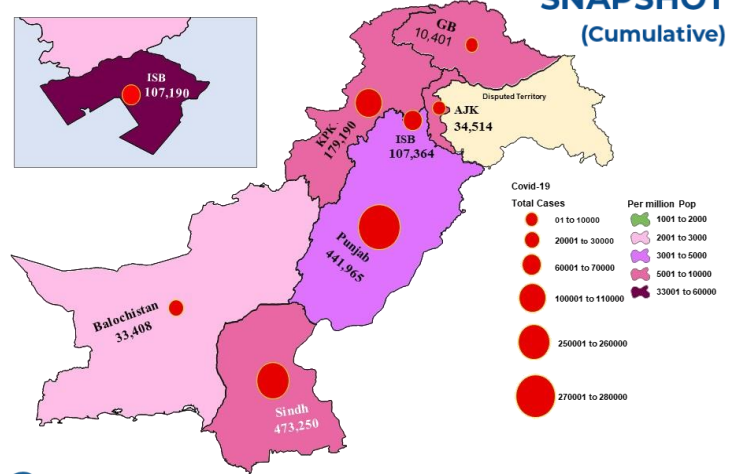 SNAPSHOT
(Cumulative)
ISB
107,190
GB
10,401
Disputed Territory
AJK
34,514
KPK
179,190
ISB
107,364
Punjab
441,965
Balochistan
33,408
Sindh
473,250
Covid-19
Total Cases
01 to 10000
20001 to 30000
60001 to 70000
100001 to 110000
250001 to 260000
270001 to 280000
Per million Pop
1001 to 2000
2001 to 3000
3001 to 5000
5001 to 10000
33001 to 60000